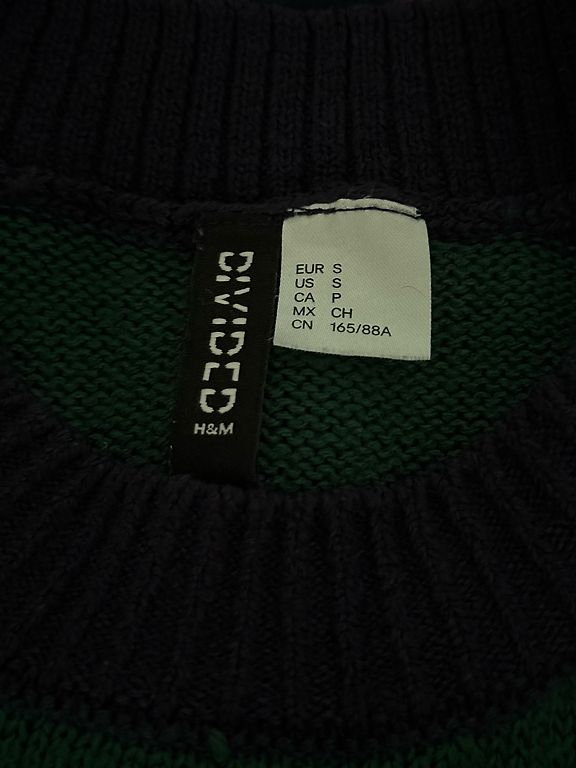 DIVIDED
H&M
EUR S
US S
CA P
MX CH
CN 165/88A